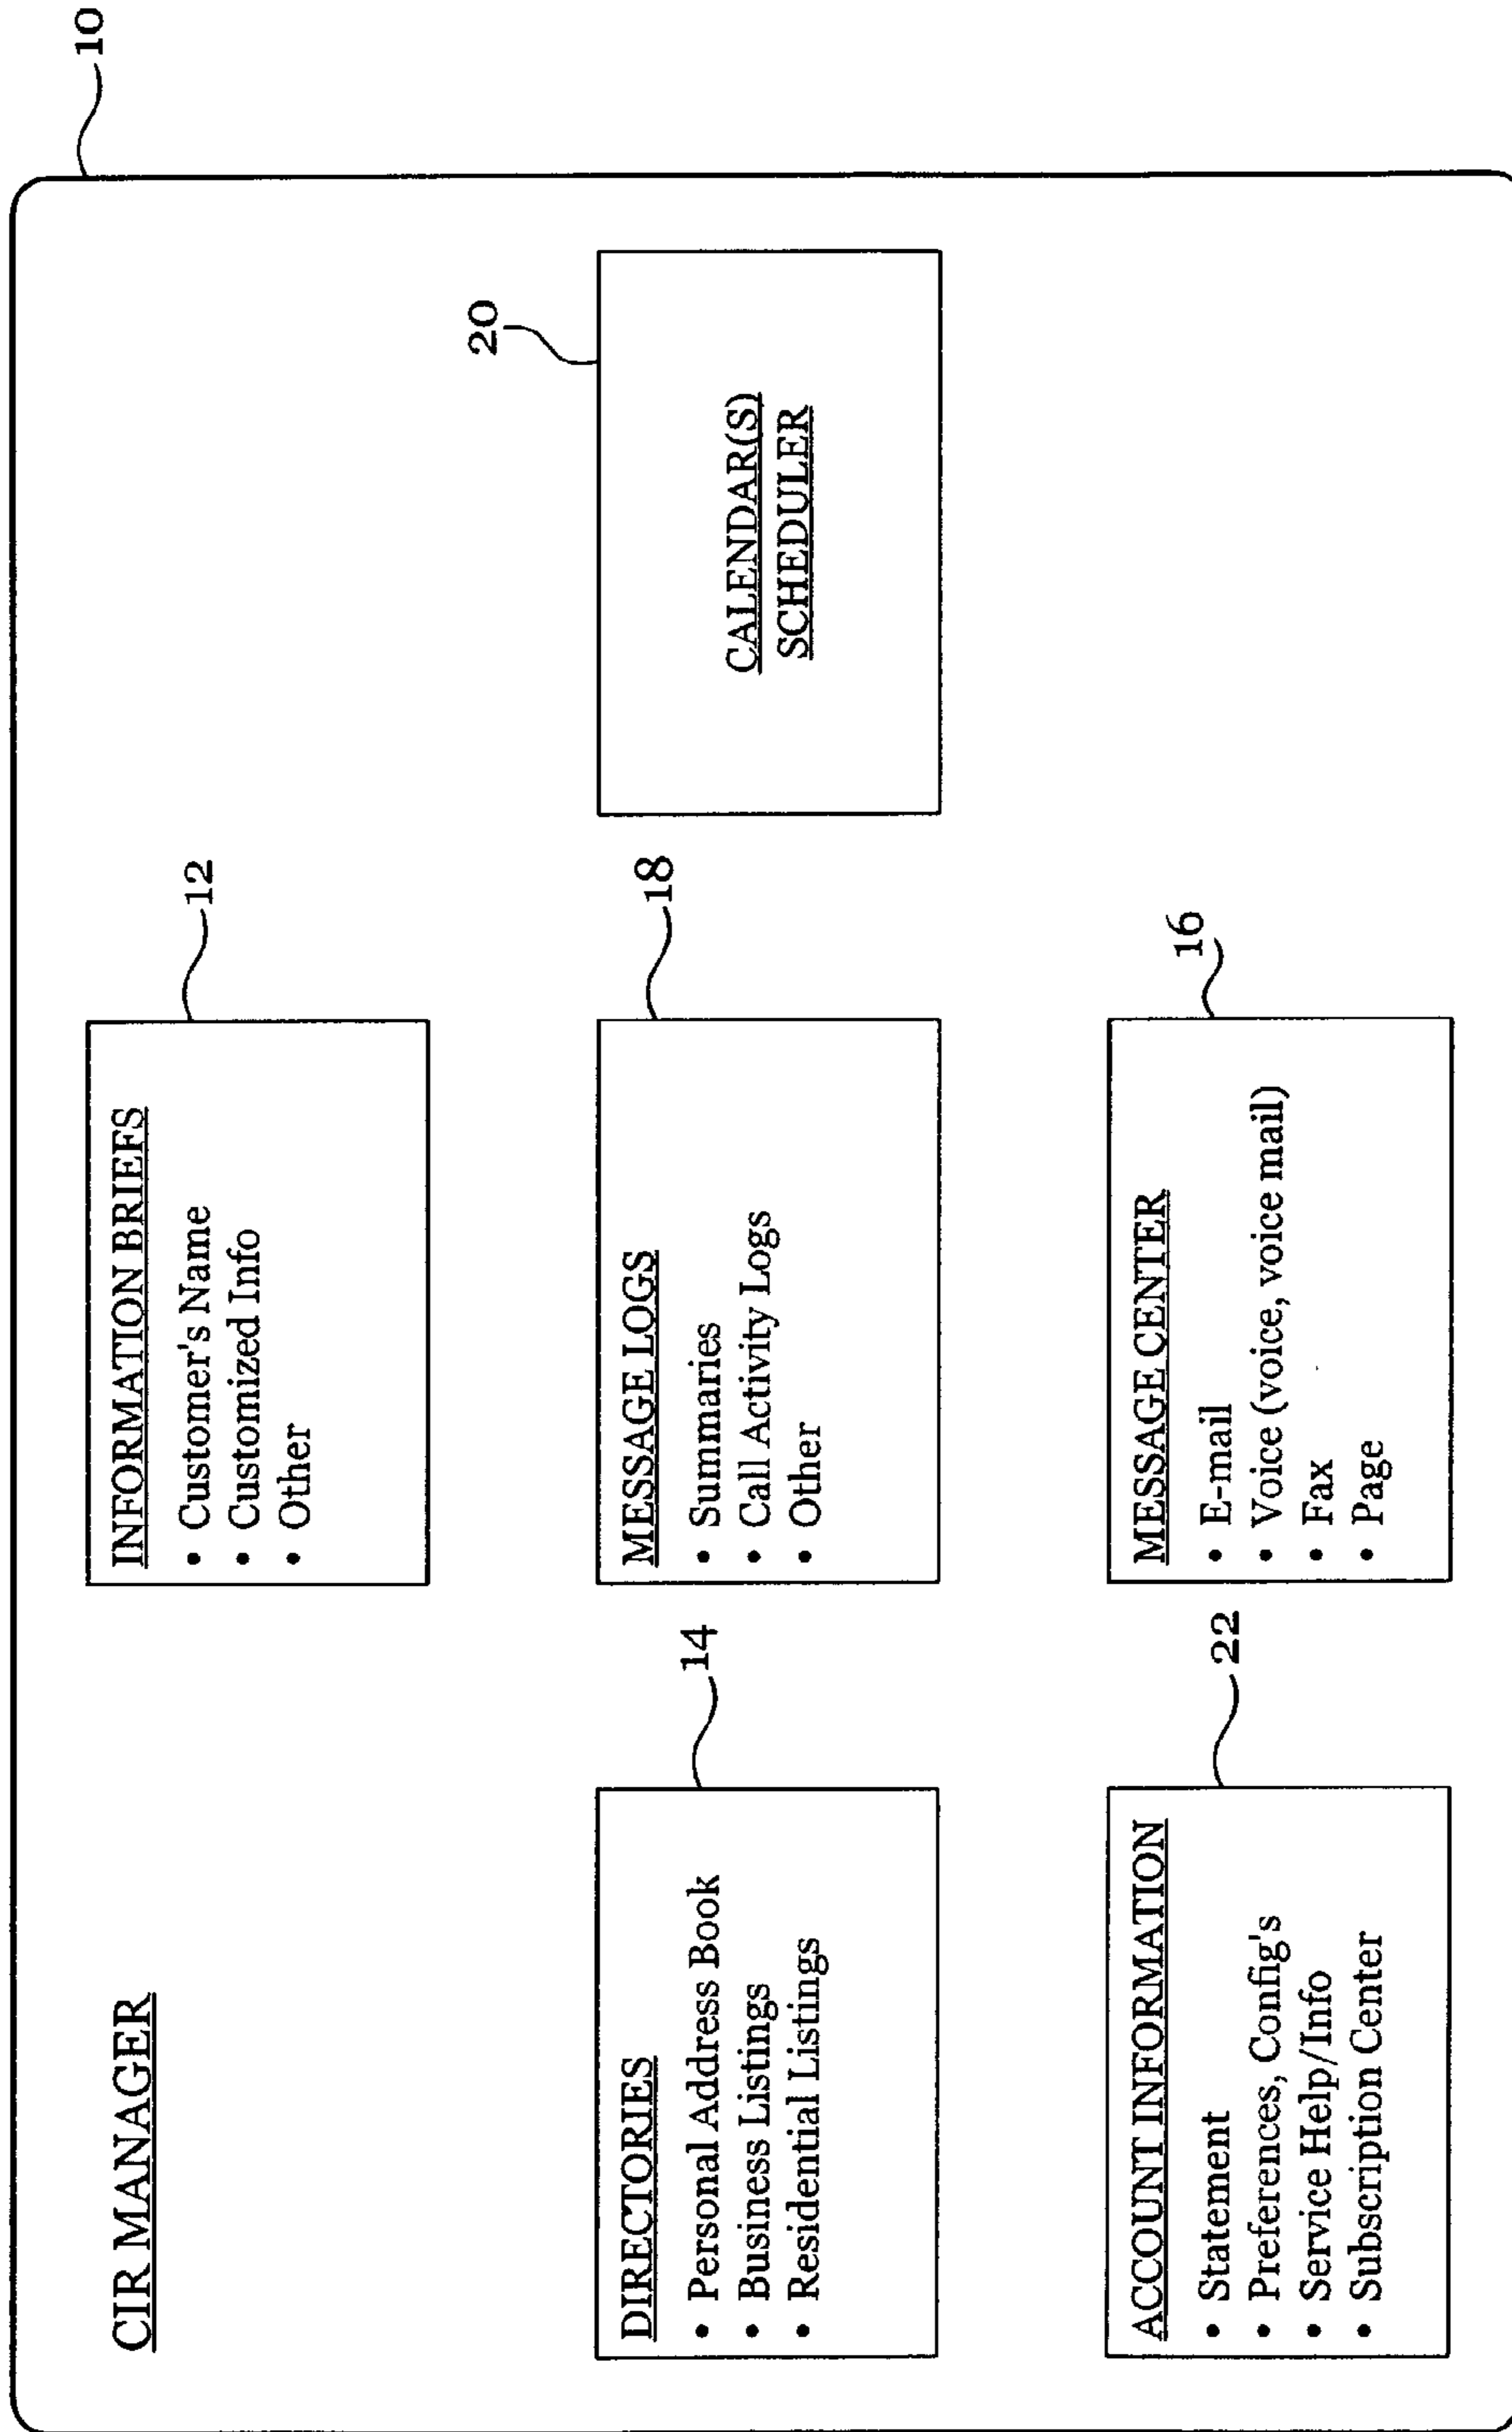 10
CIR MANAGER
INFORMATION BRIEFS
• Customer's Name
• Customized Info
• Other
12
DIRECTORIES
• Personal Address Book
• Business Listings
• Residential Listings
14
MESSAGE LOGS
• Summaries
• Call Activity Logs
• Other
18
CALENDAR(S)
SCHEDULER
20
ACCOUNT INFORMATION
• Statement
• Preferences, Config's
• Service Help/Info
• Subscription Center
22
MESSAGE CENTER
• E-mail
• Voice (voice, voice mail)
• Fax
• Page
16